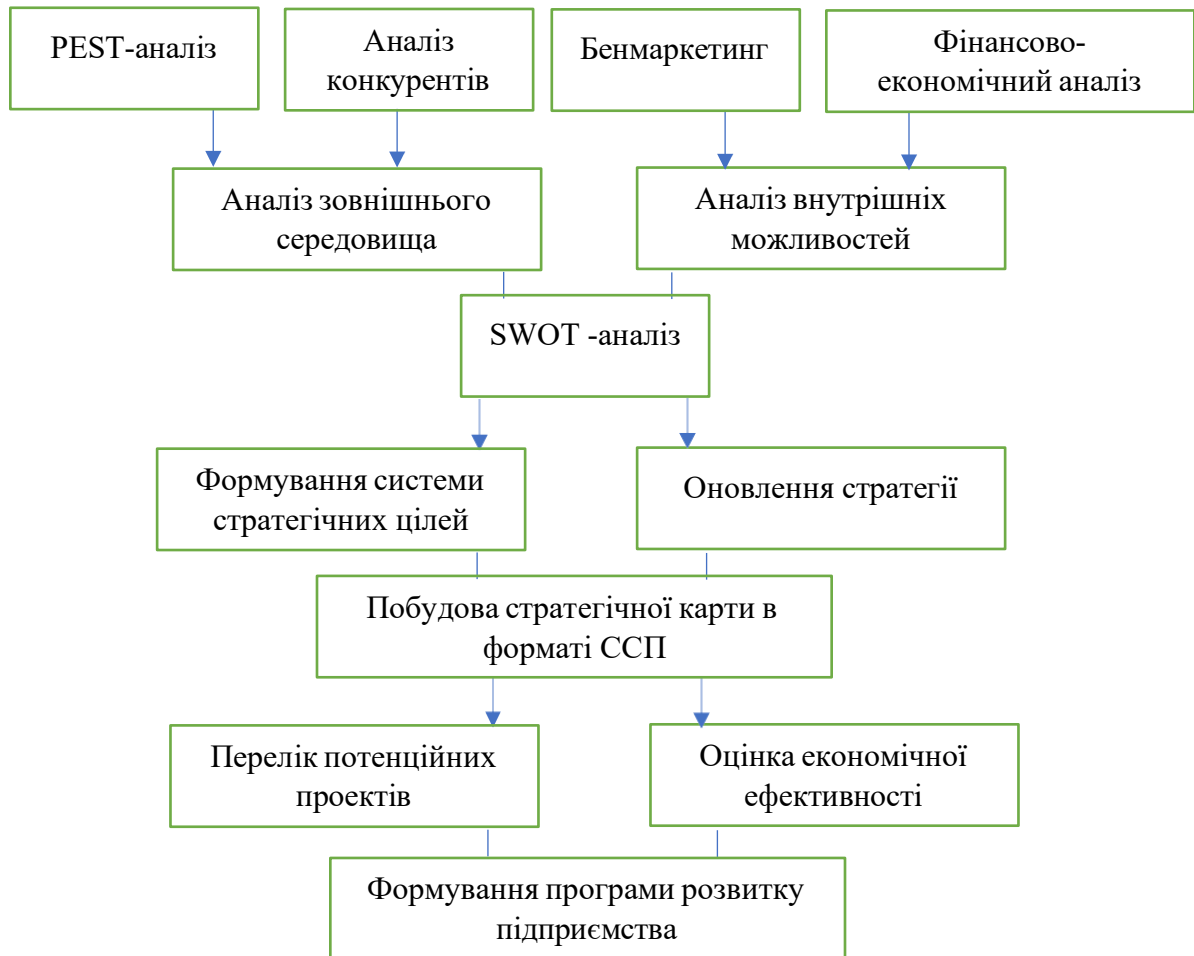 PEST-аналіз
Аналіз
конкурентів
Бенмаркетинг
Фінансово-
економічний аналіз
Аналіз зовнішнього
середовища
Аналіз внутрішніх
можливостей
SWOT -аналіз
Формування системи
стратегічних цілей
Оновлення стратегії
Побудова стратегічної карти в
форматі ССП
Перелік потенційних
проектів
Оцінка економічної
ефективності
Формування програми розвитку
підприємства